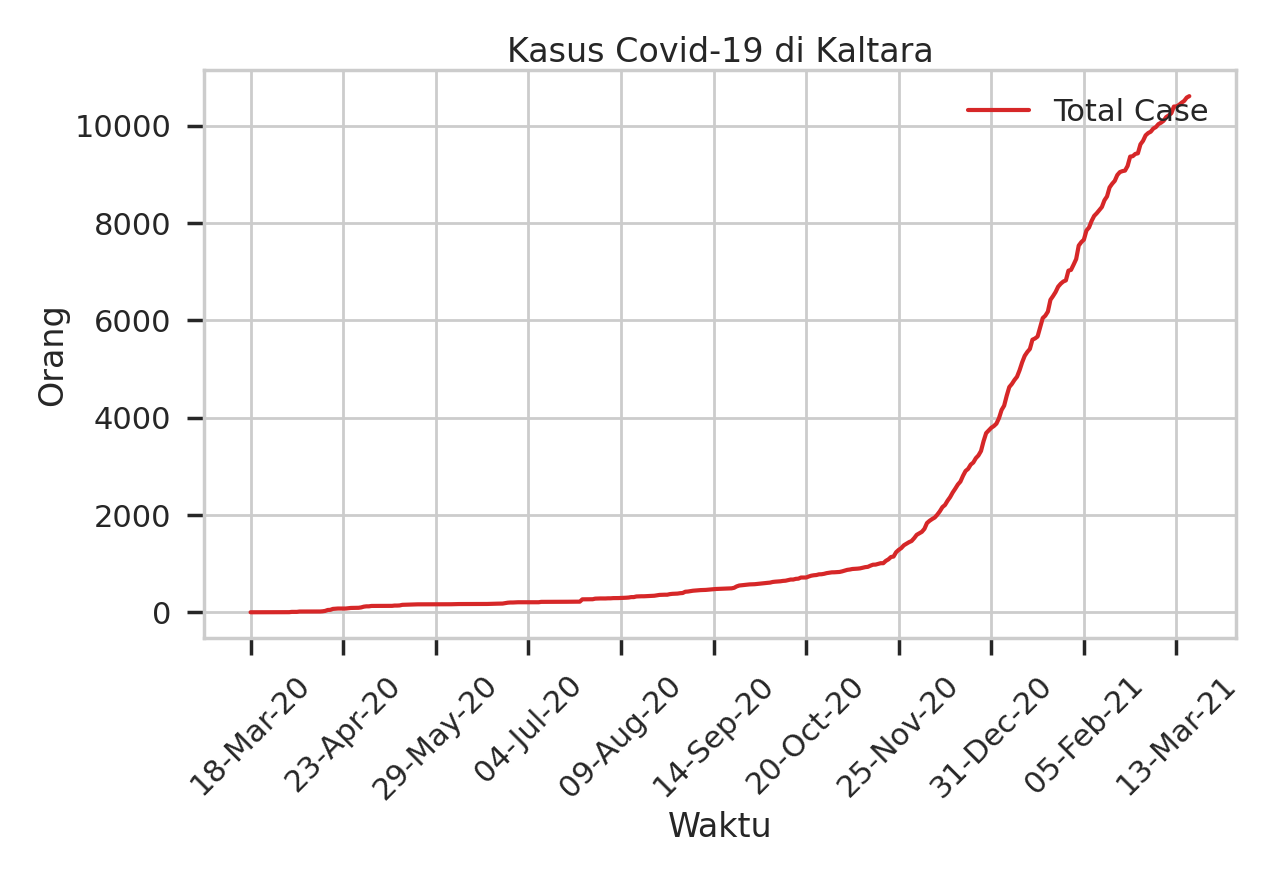 Kasus Covid-19 di Kaltara
Total Case
Orang
10000
8000
6000
4000
2000
0
18-Mar-20
23-Apr-20
29-May-20
04-Jul-20
09-Aug-20
14-Sep-20
20-Oct-20
25-Nov-20
31-Dec-20
05-Feb-21
13-Mar-21
Waktu